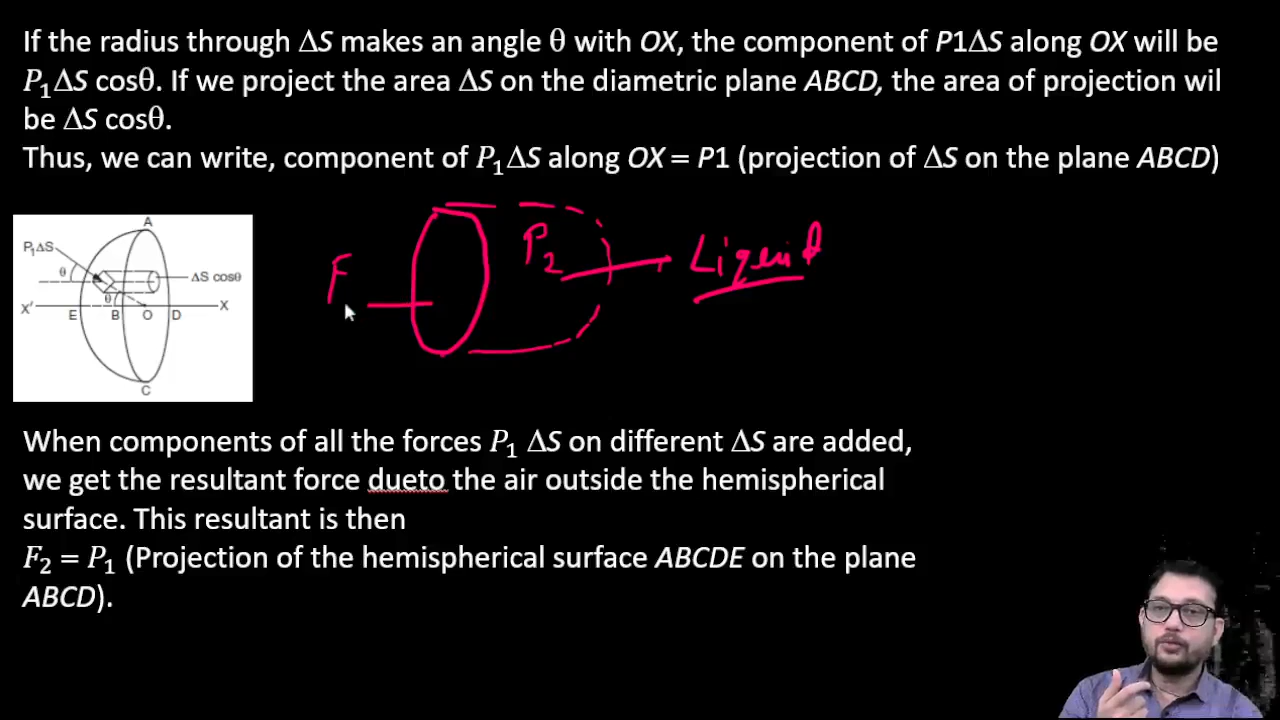 If the radius through ΔS makes an angle θ with OX, the component of P1ΔS along OX will be
P₁ΔS cosθ. If we project the area ΔS on the diametric plane ABCD, the area of projection wil
be ΔS cosθ.
Thus, we can write, component of P₁ΔS along OX = P1 (projection of ΔS on the plane ABCD)
A
P₁ΔS
θ
ΔS cosθ
θ
X'
E
B
O
D
X
C
F
P₂
Liquid
When components of all the forces P₁ ΔS on different ΔS are added,
we get the resultant force dueto the air outside the hemispherical
surface. This resultant is then
F₂ = P₁ (Projection of the hemispherical surface ABCDE on the plane
ABCD).